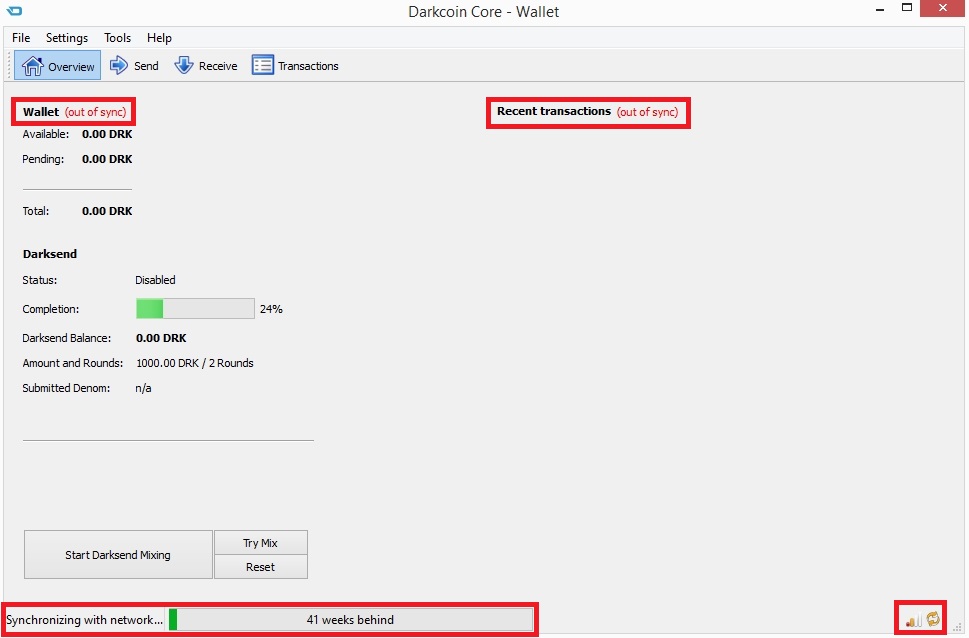 Darkcoin Core - Wallet
File Settings Tools Help
Overview Send Receive Transactions
Wallet (out of sync) Recent transactions (out of sync)
Available: 0.00 DRK
Pending: 0.00 DRK
Total: 0.00 DRK
Darksend
Status: Disabled
Completion: 24%
Darksend Balance: 0.00 DRK
Amount and Rounds: 1000.00 DRK / 2 Rounds
Submitted Denom: n/a
Start Darksend Mixing
Try Mix
Reset
Synchronizing with network... 41 weeks behind